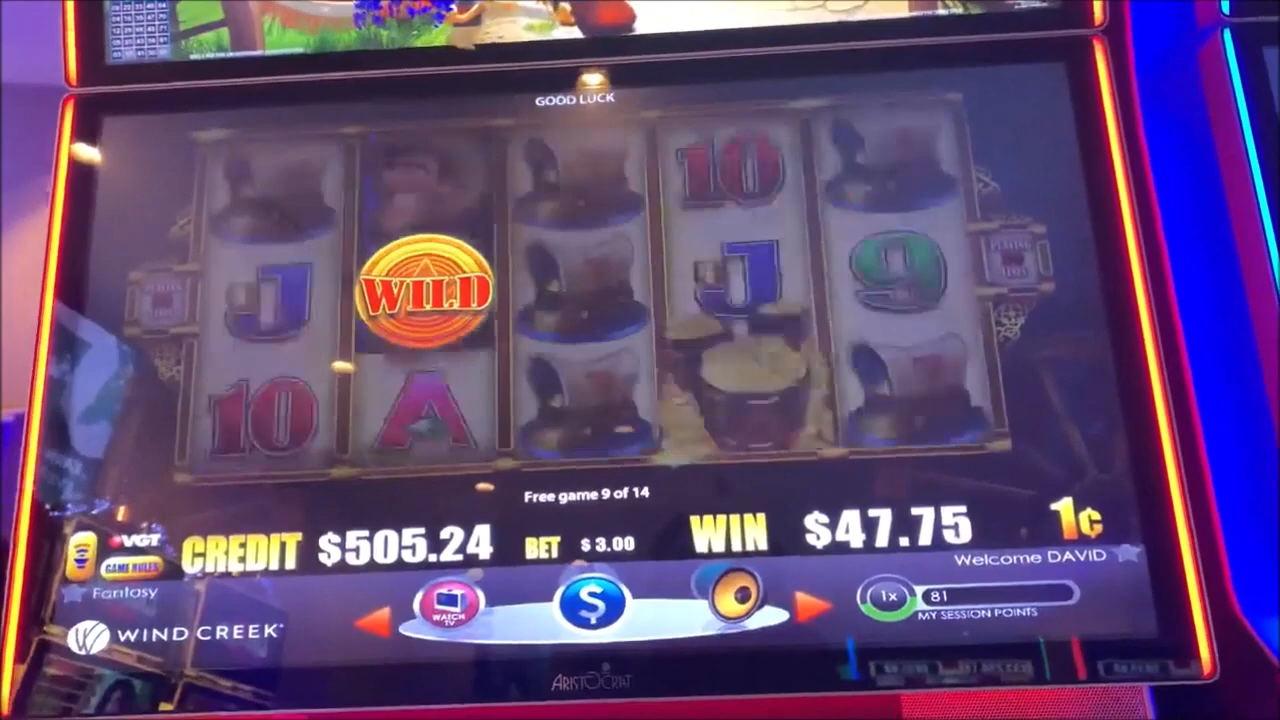 GOOD LUCK
10
J
WILD
J
9
10
A
Free game 9 of 14
VGT
GAME RULES
CREDIT $505.24
BET $3.00
WIN $47.75
1¢
Welcome DAVID
Fantasy
WATCH TV
$
1x
81
MY SESSION POINTS
WIND CREEK
ARISTOCRAT